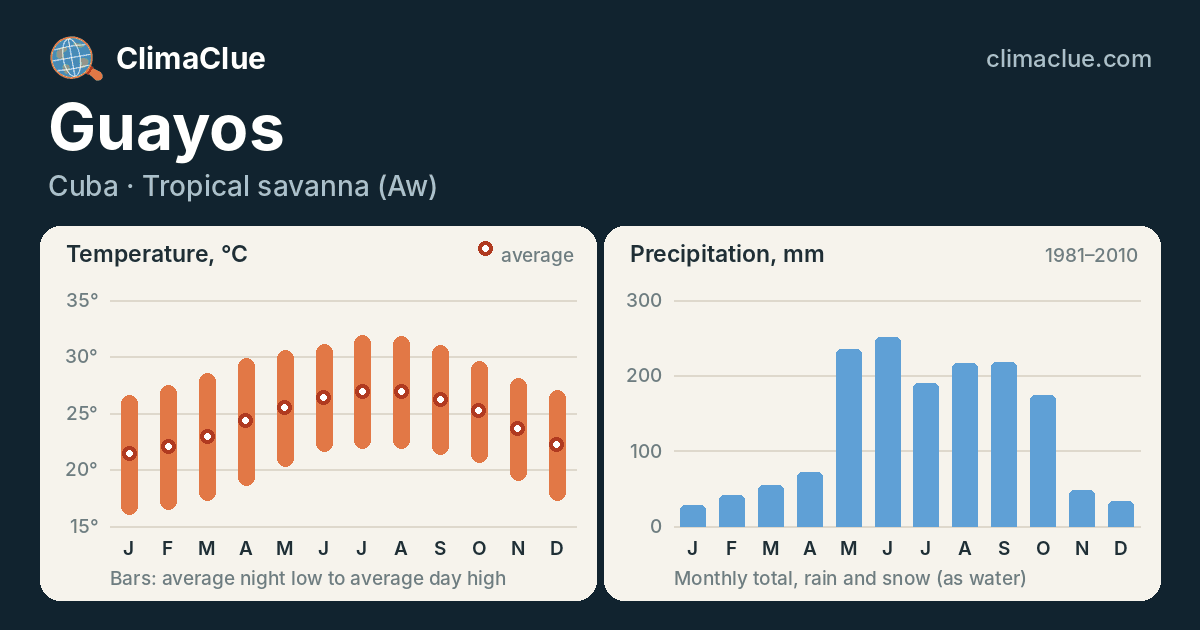 ClimaClue
climaclue.com
Guayos
Cuba · Tropical savanna (Aw)
Temperature, °C
average
35°
30°
25°
20°
15°
J F M A M J J A S O N D
Bars: average night low to average day high
Precipitation, mm
1981–2010
300
200
100
0
J F M A M J J A S O N D
Monthly total, rain and snow (as water)